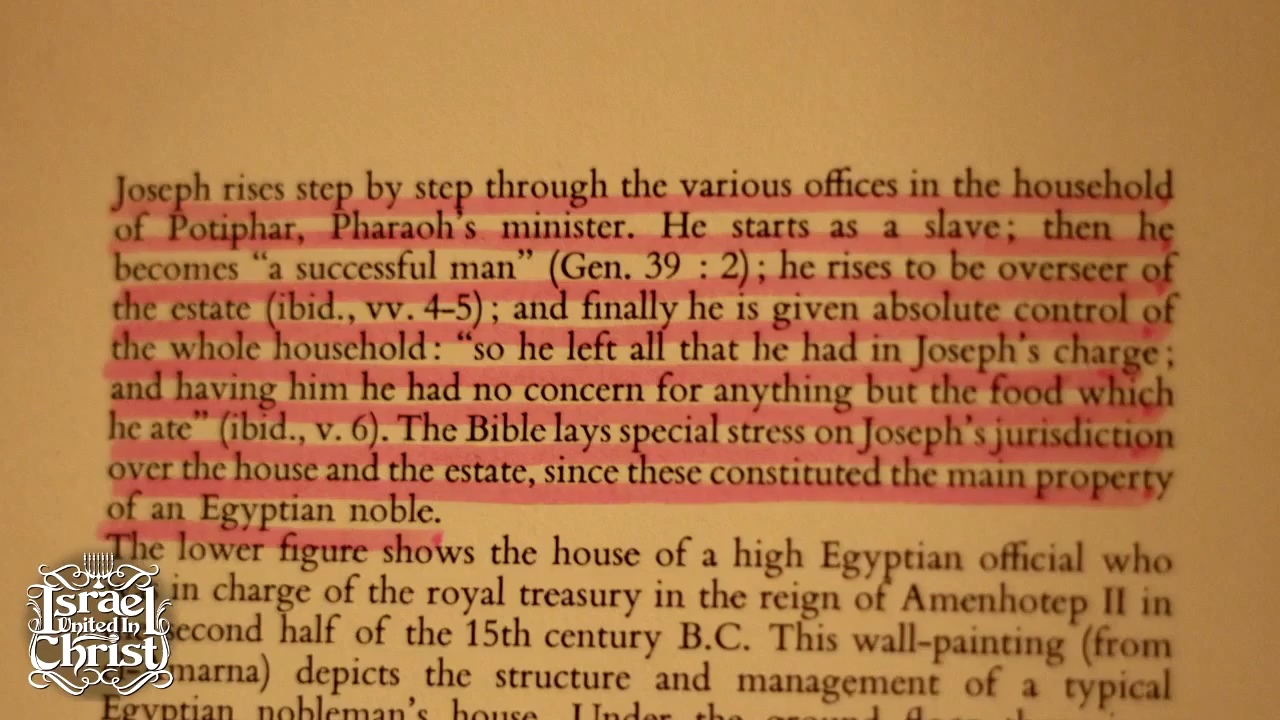 Joseph rises step by step through the various offices in the household
of Potiphar, Pharaoh's minister. He starts as a slave; then he
becomes "a successful man" (Gen. 39 : 2); he rises to be overseer of
the estate (ibid., vv. 4-5); and finally he is given absolute control of
the whole household: "so he left all that he had in Joseph's charge;
and having him he had no concern for anything but the food which
he ate" (ibid., v. 6). The Bible lays special stress on Joseph's jurisdiction
over the house and the estate, since these constituted the main property
of an Egyptian noble.
The lower figure shows the house of a high Egyptian official who
in charge of the royal treasury in the reign of Amenhotep II in
second half of the 15th century B.C. This wall-painting (from
marna) depicts the structure and management of a typical
Egyptian nobleman's house. Under the ground
Israel
United In
Christ